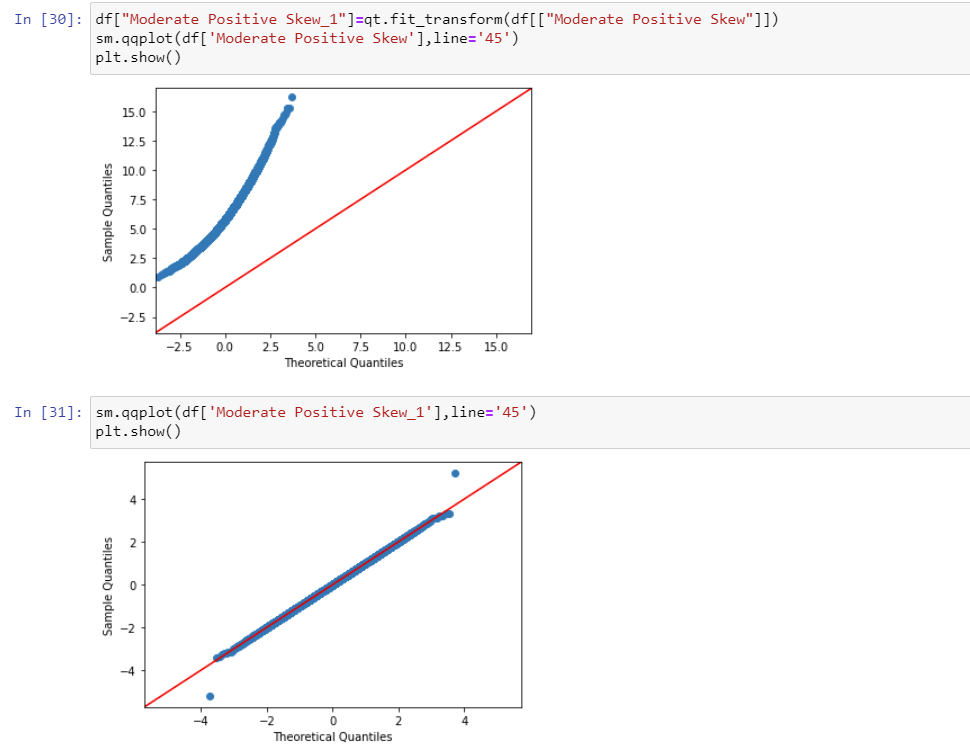 In [30]: df["Moderate Positive Skew_1"]=qt.fit_transform(df[["Moderate Positive Skew"]])
sm.qqplot(df['Moderate Positive Skew'],line='45')
plt.show()
15.0
12.5
10.0
7.5
5.0
2.5
0.0
−2.5
Sample Quantiles
−2.5 0.0 2.5 5.0 7.5 10.0 12.5 15.0
Theoretical Quantiles
In [31]: sm.qqplot(df['Moderate Positive Skew_1'],line='45')
plt.show()
4
2
0
−2
−4
Sample Quantiles
−4 −2 0 2 4
Theoretical Quantiles